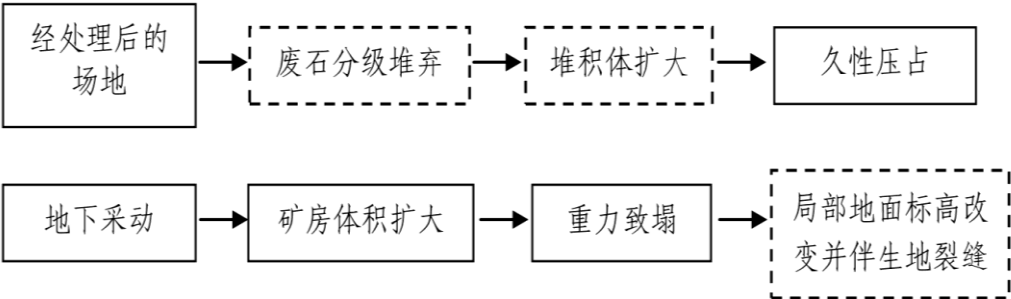 经处理后的
场地
废石分级堆弃
堆积体扩大
久性压占
地下采动
矿房体积扩大
重力致塌
局部地面标高改
变并伴生地裂缝